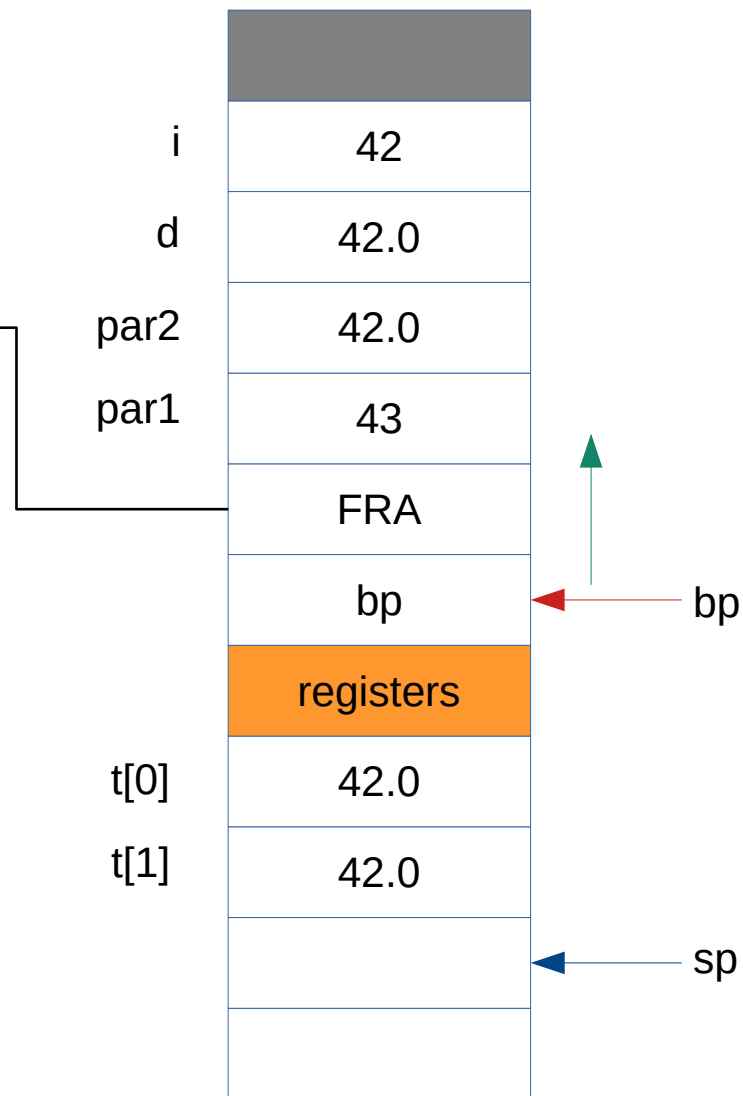 i 42
d 42.0
par2 42.0
par1 43
FRA
bp bp
registers
t[0] 42.0
t[1] 42.0
sp